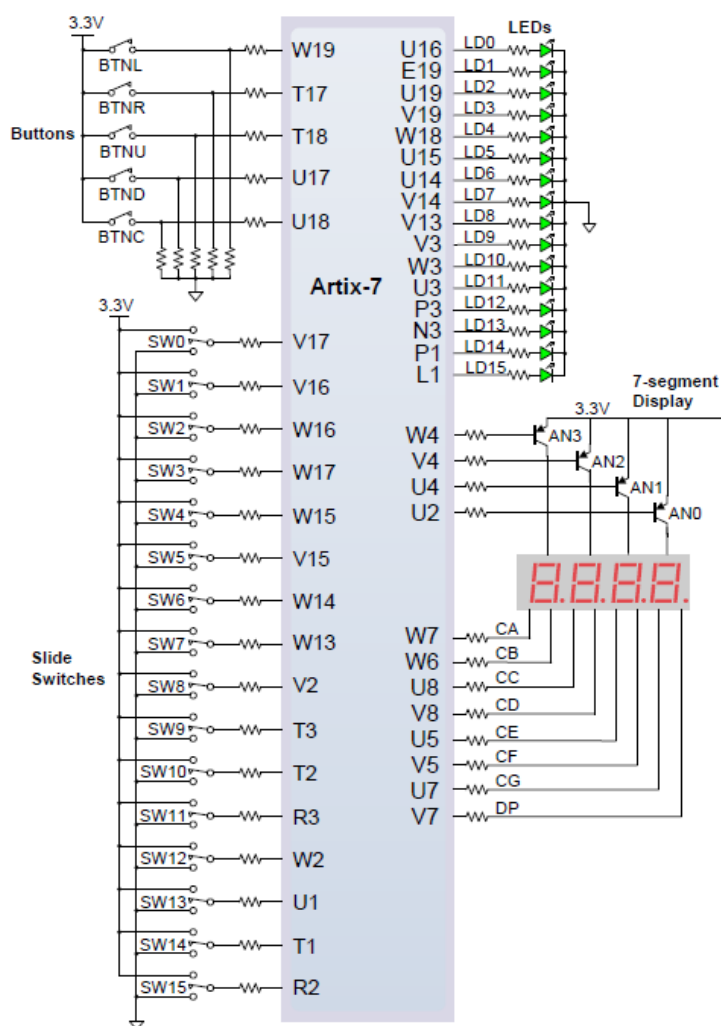 3.3V
BTNL
W19
BTNR
T17
Buttons
BTNU
T18
BTND
U17
BTNC
U18
Artix-7
LEDs
U16 LD0
E19 LD1
U19 LD2
V19 LD3
W18 LD4
U15 LD5
U14 LD6
V14 LD7
V13 LD8
V3 LD9
W3 LD10
U3 LD11
P3 LD12
N3 LD13
P1 LD14
L1 LD15
3.3V
SW0 V17
SW1 V16
SW2 W16
SW3 W17
SW4 W15
SW5 V15
SW6 W14
SW7 W13
Slide
Switches
SW8 V2
SW9 T3
SW10 T2
SW11 R3
SW12 W2
SW13 U1
SW14 T1
SW15 R2
7-segment
Display
3.3V
W4 AN3
V4 AN2
U4 AN1
U2 AN0
8.8.8.8.
W7 CA
W6 CB
U8 CC
V8 CD
U5 CE
V5 CF
U7 CG
V7 DP